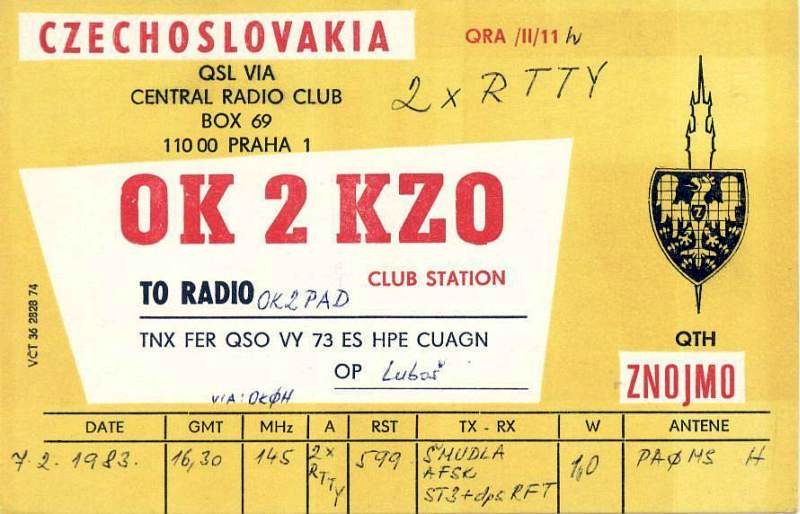 CZECHOSLOVAKIA
QRA /II/11 h
QSL VIA
CENTRAL RADIO CLUB
BOX 69
110 00 PRAHA 1
2 x RTTY
OK 2 KZO
7
CLUB STATION
TO RADIO OK2PAD
TNX FER QSO VY 73 ES HPE CUAGN
OP Luboš
VIA: OKØH
QTH
ZNOJMO
VČT 36 2828 74
DATE GMT MHz A RST TX - RX W ANTENE
7. 2. 1983. 16,30 145 2x RTTY 599 ŠMUDLA 10 PAØMS H
AFSK
ST3+dps RFT